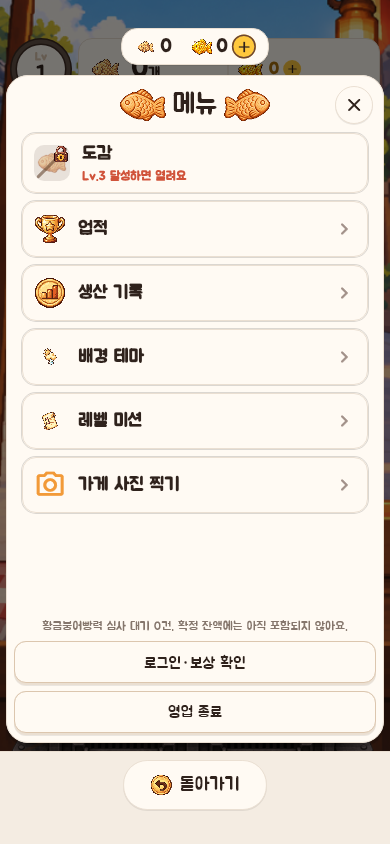 0 0 +
Lv
1 0개 0 +
메뉴
도감
Lv.3 달성하면 열려요
업적
생산 기록
배경 테마
레벨 미션
가게 사진 찍기
황금붕어빵력 심사 대기 0건, 확정 잔액에는 아직 포함되지 않아요.
로그인·보상 확인
영업 종료
돌아가기